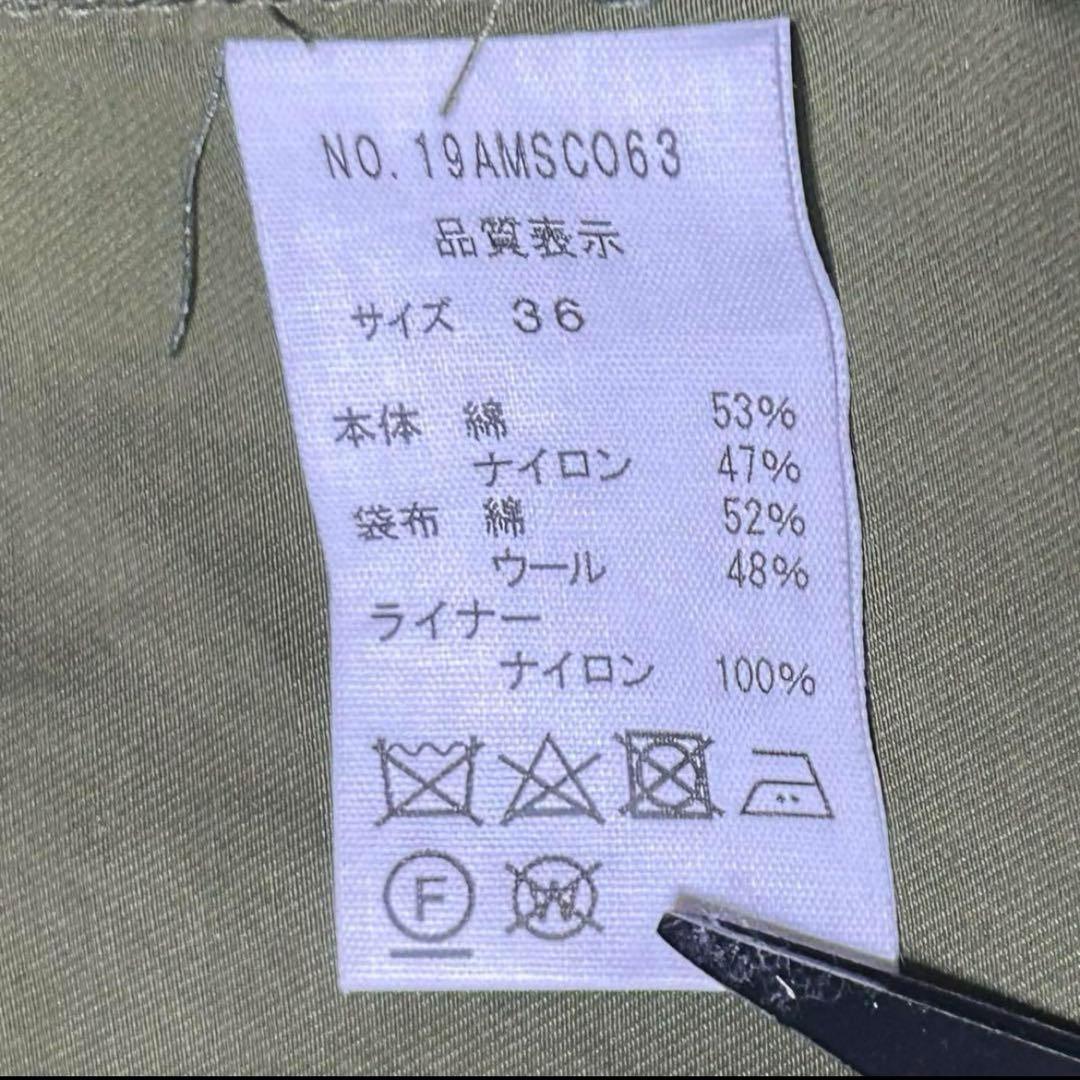 NO. 19AMSCO63
品質表示
サイズ 36
本体 綿 53%
ナイロン 47%
袋布 綿 52%
ウール 48%
ライナー
ナイロン 100%
F W